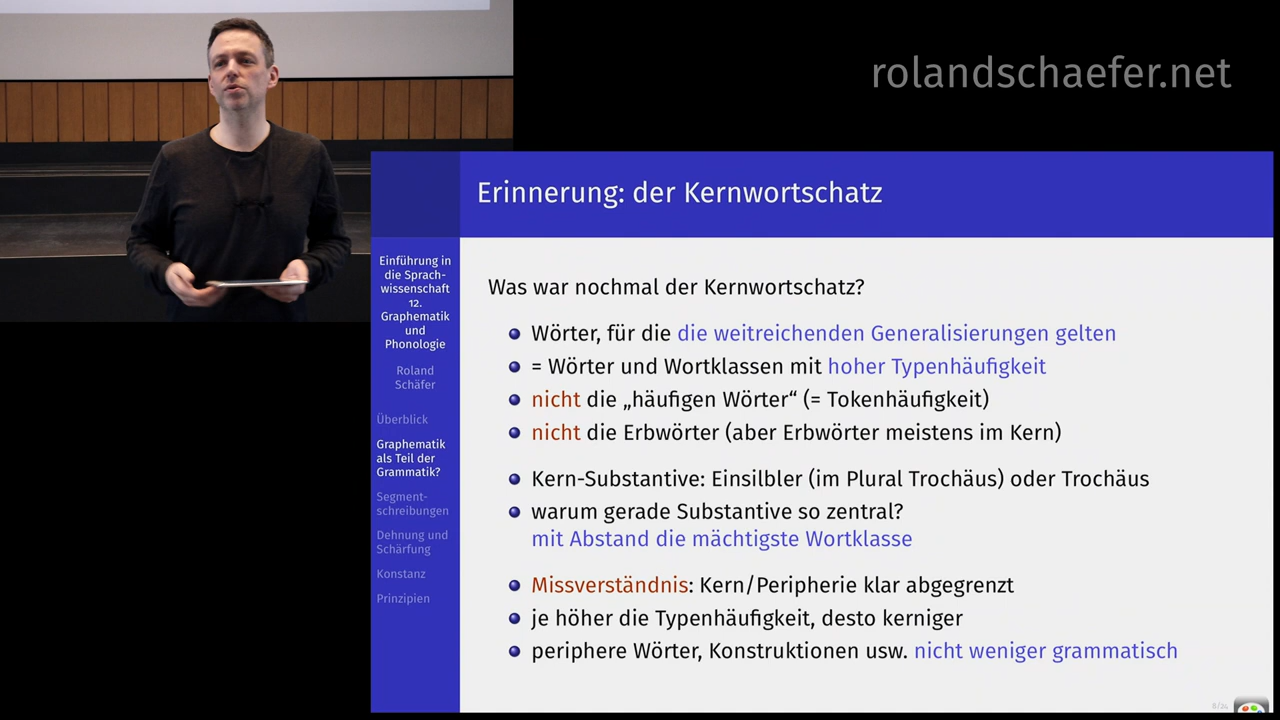 rolandschaefer.net
Erinnerung: der Kernwortschatz
Einführung in
die Sprach-
wissenschaft
12.
Graphematik
und
Phonologie
Roland
Schäfer
Überblick
Graphematik
als Teil der
Grammatik?
Segment-
schreibungen
Dehnung und
Schärfung
Konstanz
Prinzipien
Was war nochmal der Kernwortschatz?
Wörter, für die die weitreichenden Generalisierungen gelten
= Wörter und Wortklassen mit hoher Typenhäufigkeit
nicht die „häufigen Wörter“ (= Tokenhäufigkeit)
nicht die Erbwörter (aber Erbwörter meistens im Kern)
Kern-Substantive: Einsilbler (im Plural Trochäus) oder Trochäus
warum gerade Substantive so zentral?
mit Abstand die mächtigste Wortklasse
Missverständnis: Kern/Peripherie klar abgegrenzt
je höher die Typenhäufigkeit, desto kerniger
periphere Wörter, Konstruktionen usw. nicht weniger grammatisch
8/24